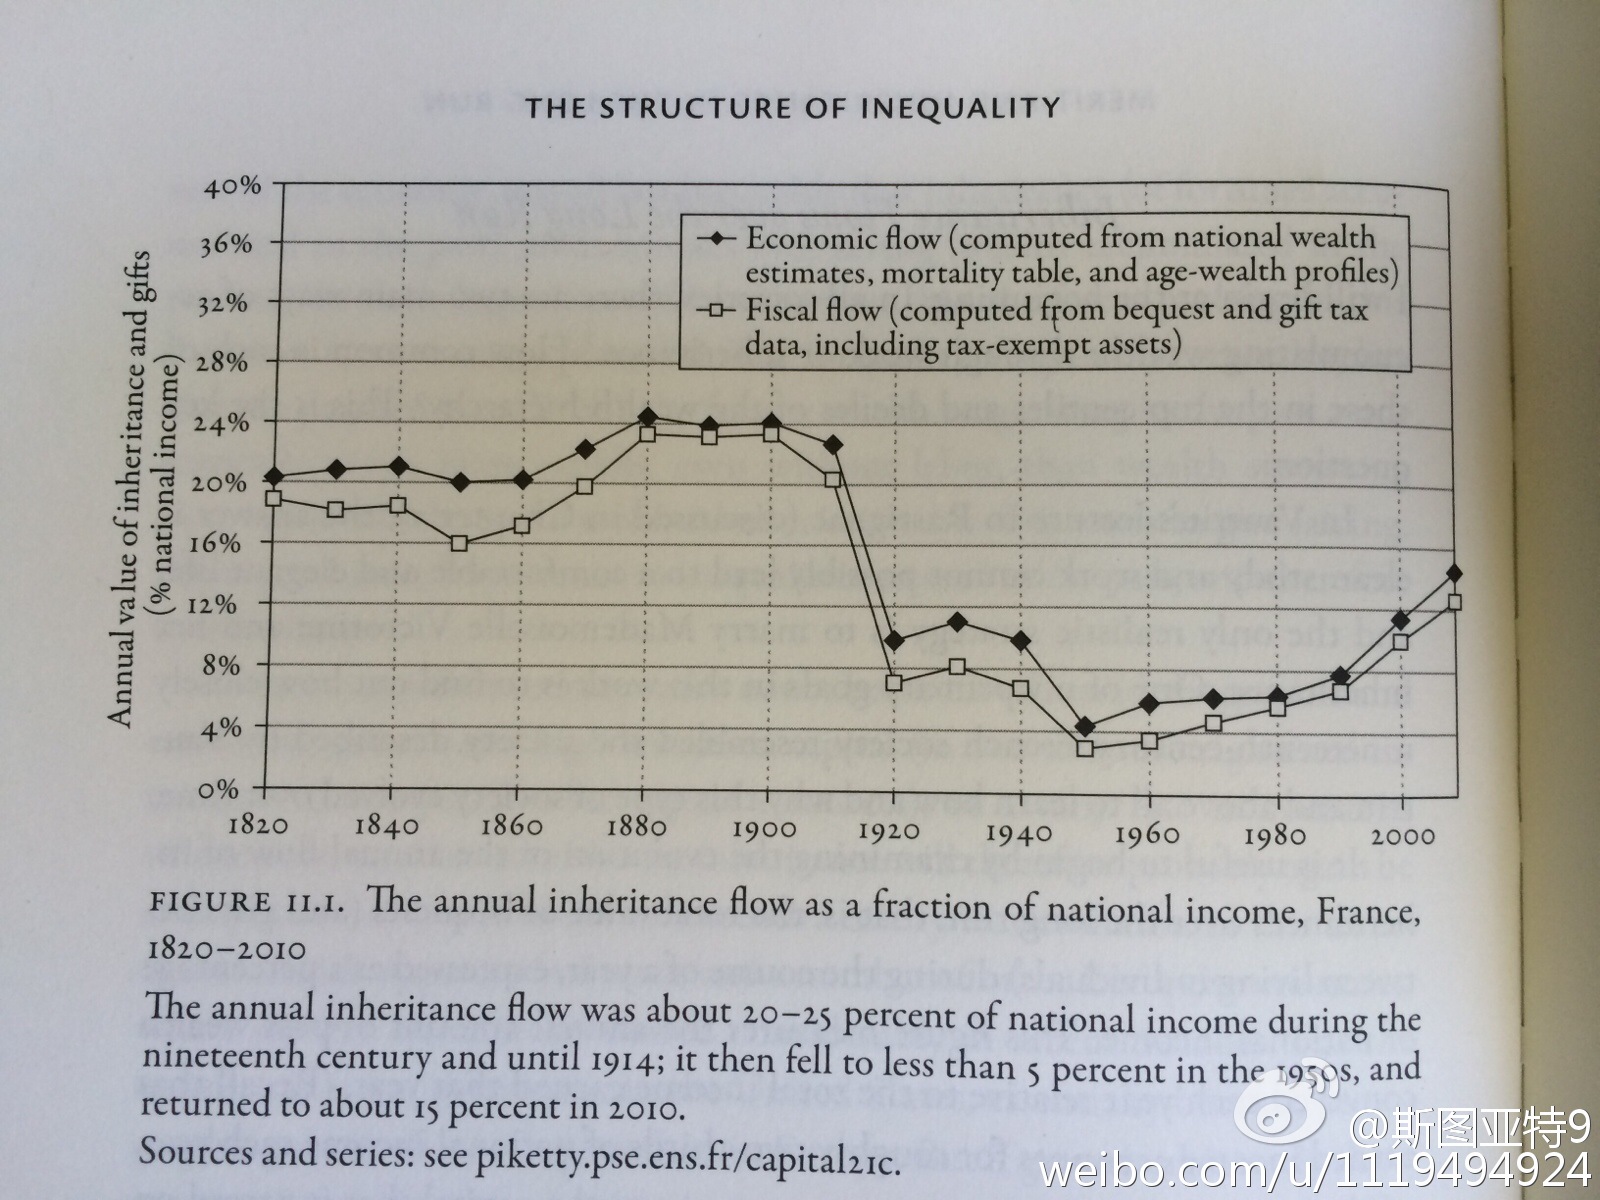 THE STRUCTURE OF INEQUALITY
40%
36%
32%
28%
24%
20%
16%
12%
8%
4%
0%
Annual value of inheritance and gifts
(% national income)
Economic flow (computed from national wealth
estimates, mortality table, and age-wealth profiles)
Fiscal flow (computed from bequest and gift tax
data, including tax-exempt assets)
1820 1840 1860 1880 1900 1920 1940 1960 1980 2000
FIGURE 11.1. The annual inheritance flow as a fraction of national income, France,
1820–2010
The annual inheritance flow was about 20–25 percent of national income during the
nineteenth century and until 1914; it then fell to less than 5 percent in the 1950s, and
returned to about 15 percent in 2010.
Sources and series: see piketty.pse.ens.fr/capital21c.
@斯图亚特9
weibo.com/u/1119494924